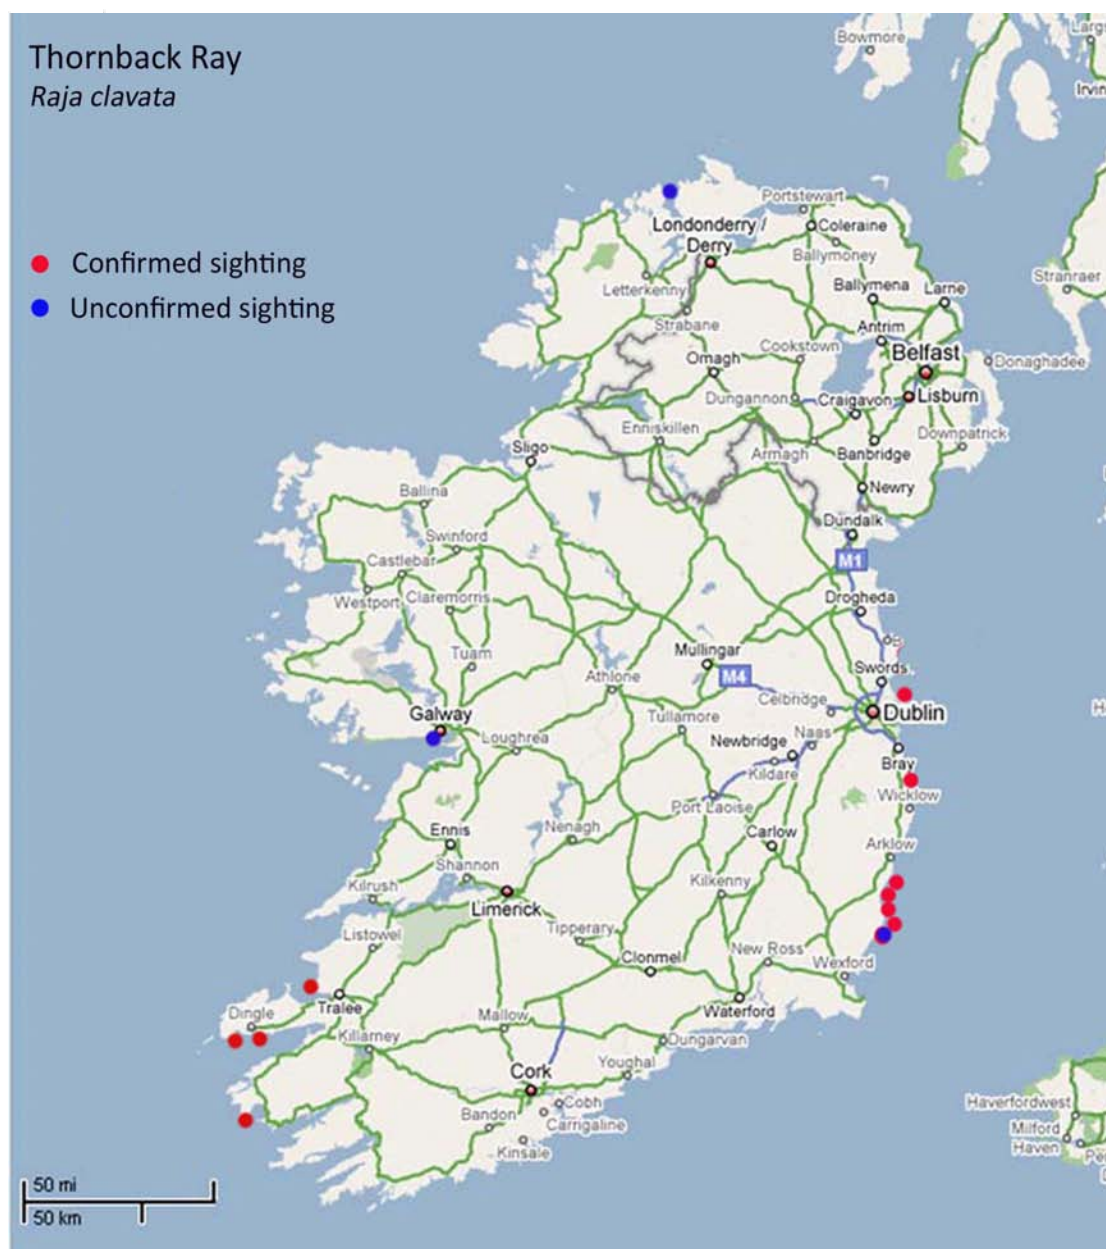 Thornback Ray
Raja clavata
Confirmed sighting
Unconfirmed sighting
Bowmore
Irvin
Portstewart
Londonderry /
Derry
Coleraine
Ballymoney
Stranraer
Letterkenny
Ballymena
Larne
Strabane
Antrim
Cookstown
Belfast
Omagh
Donaghadee
Dungannon
Craigavon
Lisburn
Enniskillen
Downpatrick
Armagh
Banbridge
Sligo
Newry
Ballina
Dundalk
Swinford
M1
Castlebar
Westport
Claremorris
Drogheda
Tuam
Mullingar
Swords
Athlone
M4
Celbridge
Galway
Dublin
Tullamore
Loughrea
Naas
Newbridge
Bray
Kildare
Wicklow
Port Laoise
Ennis
Nenagh
Carlow
Arklow
Shannon
Kilrush
Kilkenny
Limerick
Tipperary
Listowel
New Ross
Clonmel
Wexford
Tralee
Waterford
Dingle
Mallow
Killarney
Dungarvan
Youghal
Cork
Cobh
Bandon
Carrigaline
Kinsale
Haverfordwest
Milford
Haven
50 mi
50 km